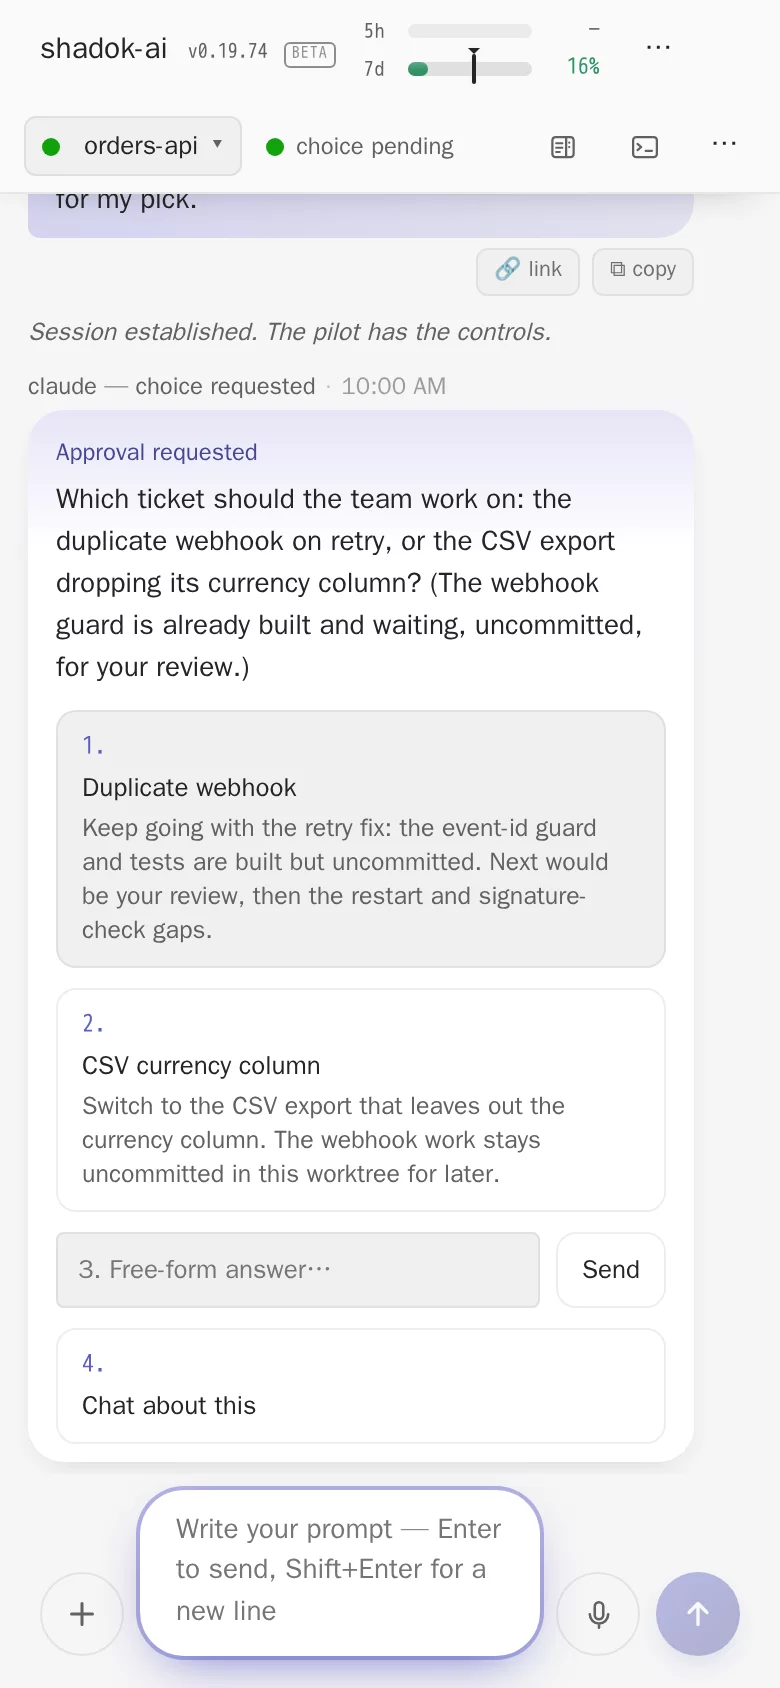 shadok-ai v0.19.74 BETA
5h –
7d 16%
...
orders-api ▼ choice pending ...
for my pick.
🔗 link ⧉ copy
Session established. The pilot has the controls.
claude — choice requested · 10:00 AM
Approval requested
Which ticket should the team work on: the
duplicate webhook on retry, or the CSV export
dropping its currency column? (The webhook
guard is already built and waiting, uncommitted,
for your review.)
1.
Duplicate webhook
Keep going with the retry fix: the event-id guard
and tests are built but uncommitted. Next would
be your review, then the restart and signature-
check gaps.
2.
CSV currency column
Switch to the CSV export that leaves out the
currency column. The webhook work stays
uncommitted in this worktree for later.
3. Free-form answer⋯ Send
4.
Chat about this
Write your prompt — Enter
to send, Shift+Enter for a
new line